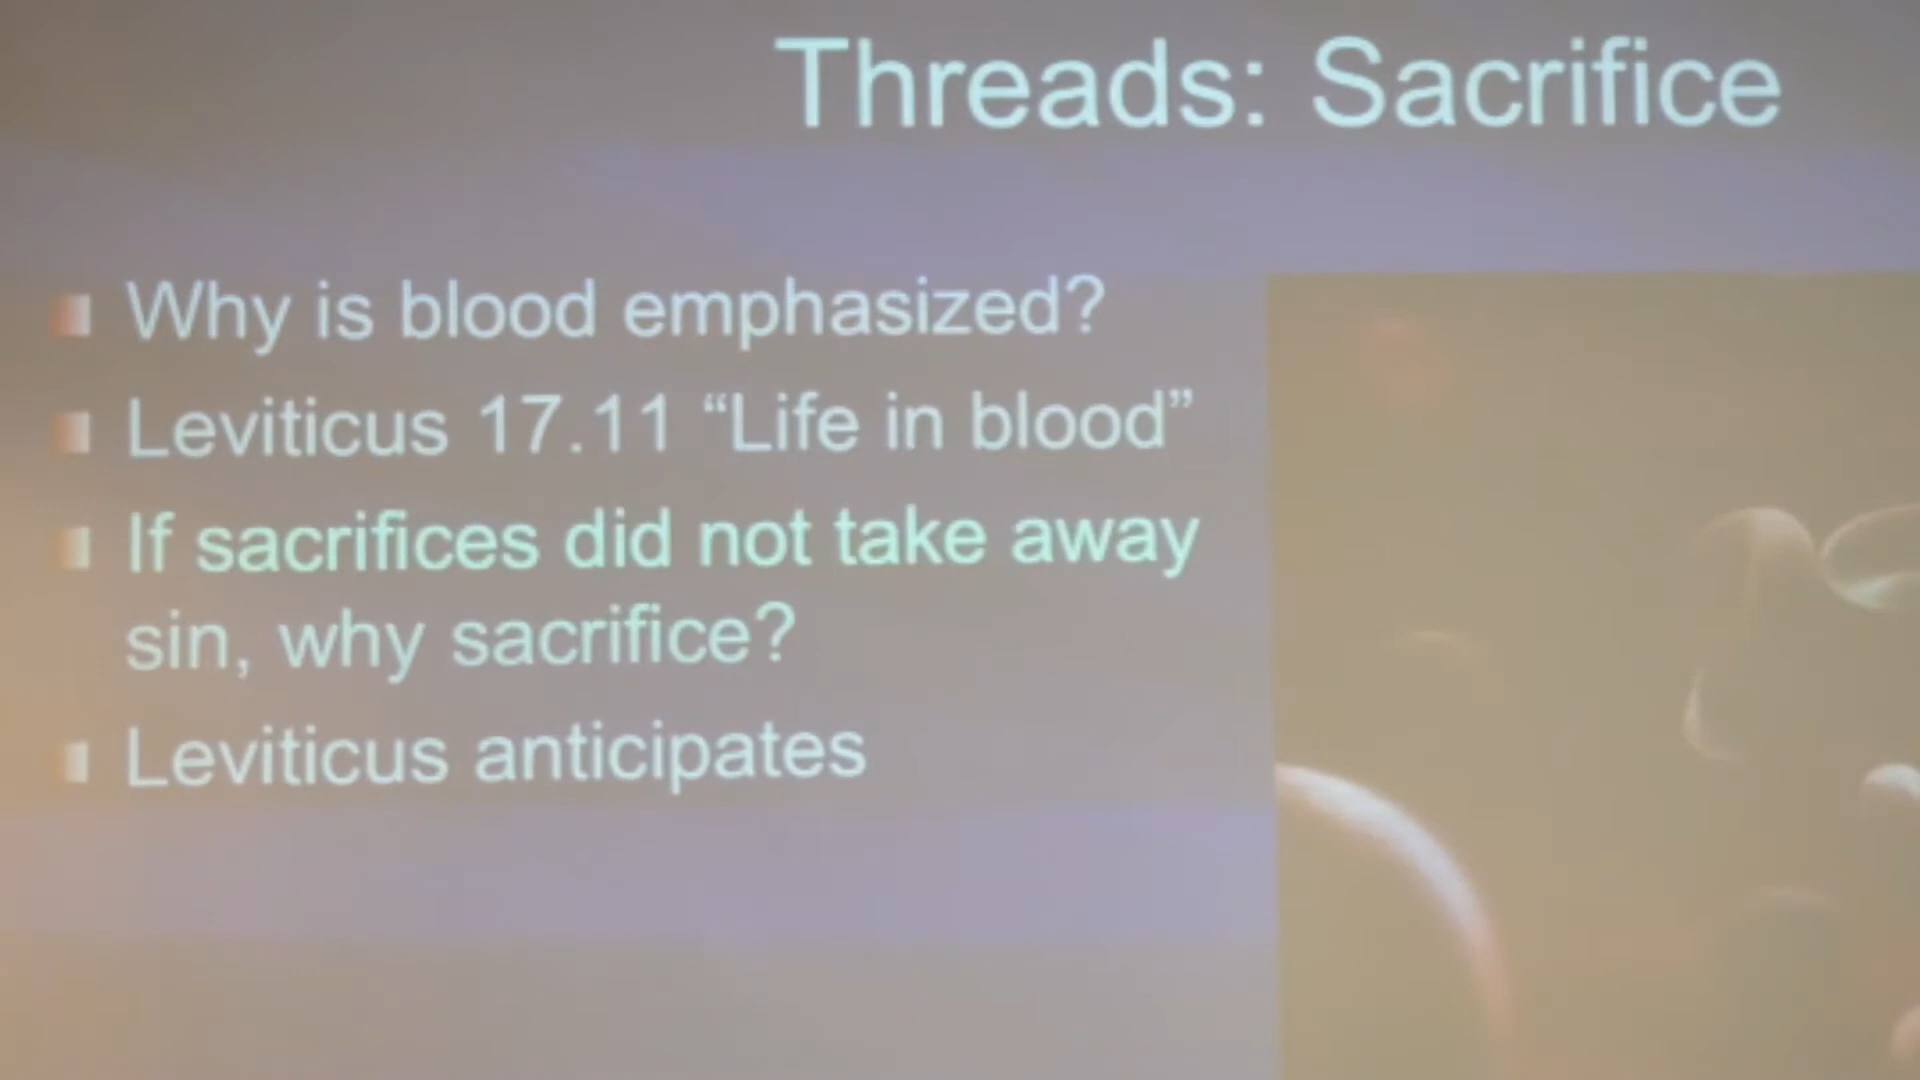 Threads: Sacrifice
Why is blood emphasized?
Leviticus 17.11 “Life in blood”
If sacrifices did not take away
sin, why sacrifice?
Leviticus anticipates